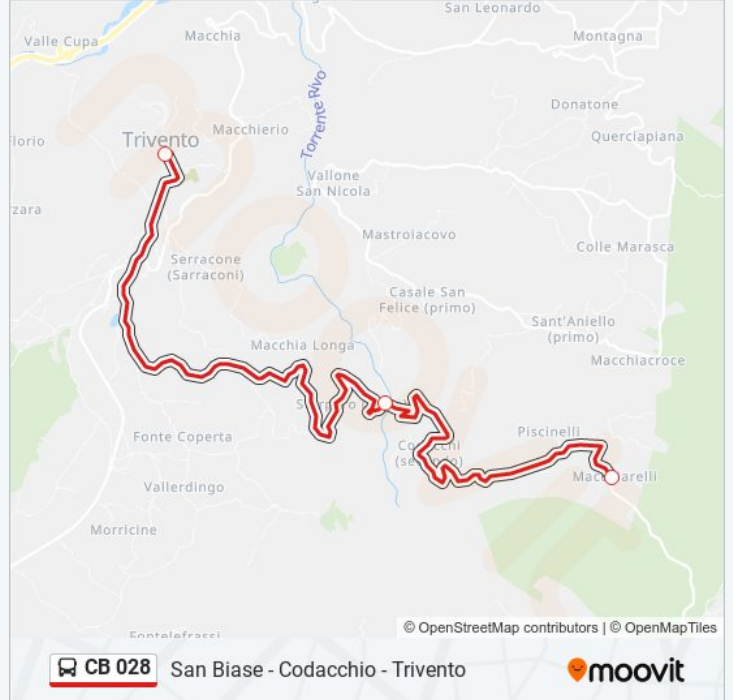 San Leonardo
Valle Cupa
Macchia
Montagna
Torrente Rivo
Donatone
Macchierio
Querciapiana
Trivento
Vallone
San Nicola
Mastroiacovo
Colle Marasca
Serracone
(Sarraconi)
Casale San
Felice (primo)
Sant'Aniello
(primo)
Macchia Longa
Macchiacroce
Piscinelli
Fonte Coperta
Vallerdingo
Morricine
Fontelefrassi
© OpenStreetMap contributors | © OpenMapTiles
CB 028
San Biase - Codacchio - Trivento
moovit